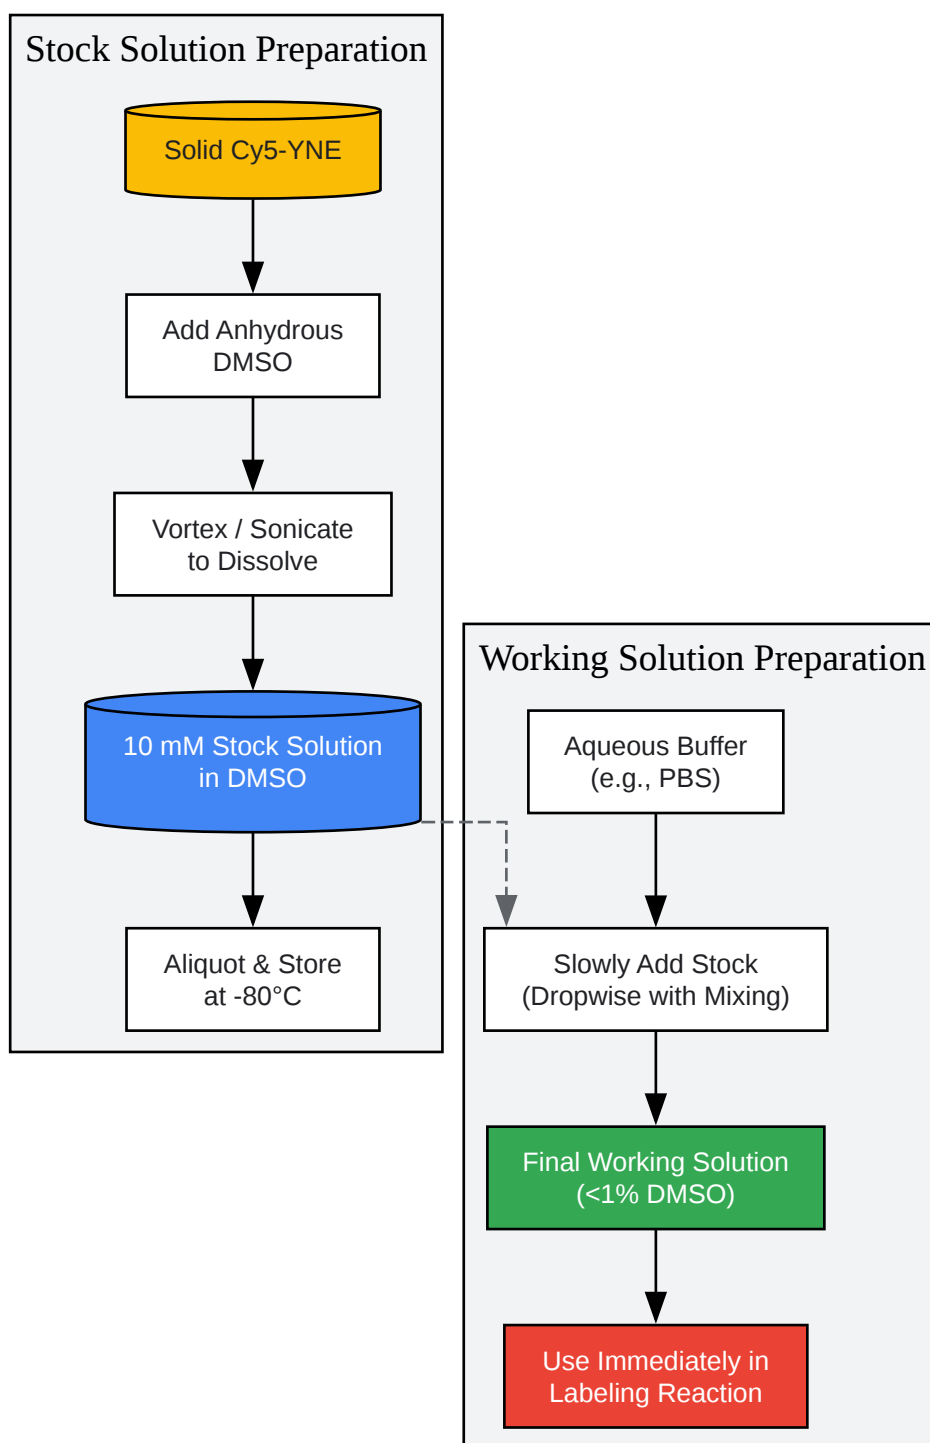 Stock Solution Preparation
Solid Cy5-YNE
Add Anhydrous
DMSO
Vortex / Sonicate
to Dissolve
10 mM Stock Solution
in DMSO
Aliquot & Store
at -80°C
Working Solution Preparation
Aqueous Buffer
(e.g., PBS)
Slowly Add Stock
(Dropwise with Mixing)
Final Working Solution
(<1% DMSO)
Use Immediately in
Labeling Reaction